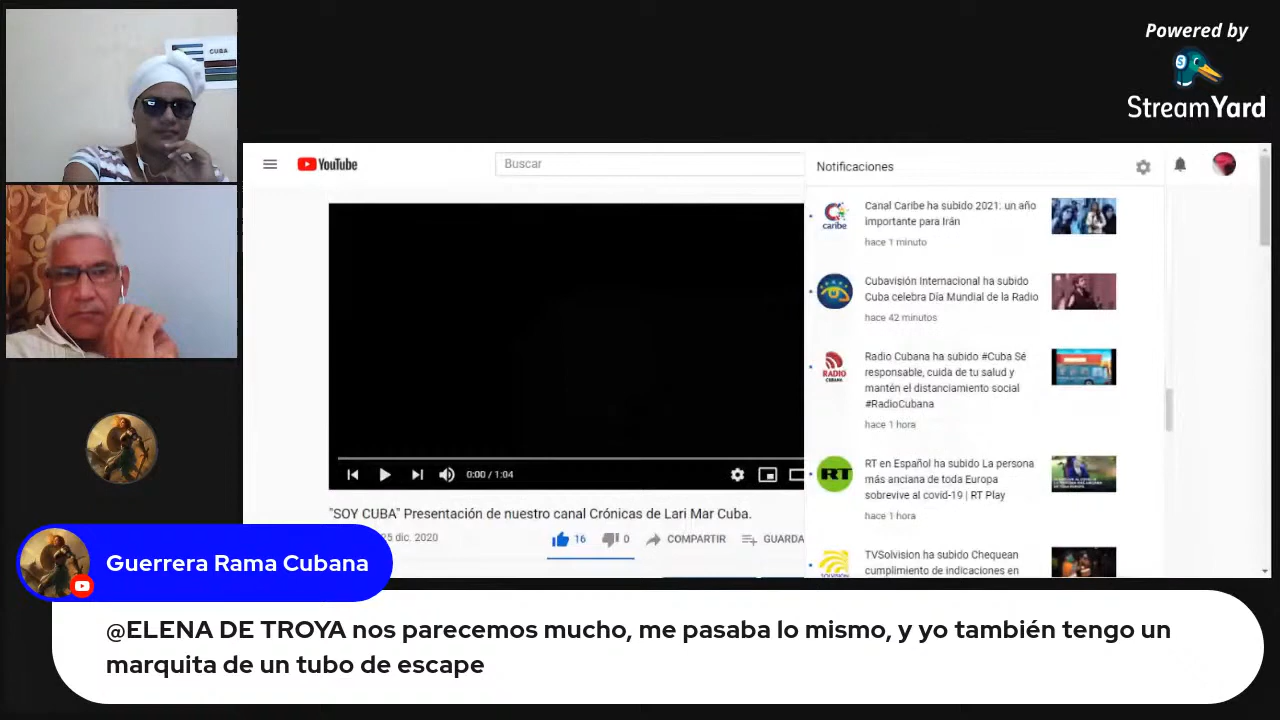 CUBA
Powered by
StreamYard
YouTube
Buscar
0:00 / 1:04
"SOY CUBA" Presentación de nuestro canal Crónicas de Lari Mar Cuba.
25 dic. 2020
16
0
COMPARTIR
GUARDA
Notificaciones
Canal Caribe ha subido 2021: un año
importante para Irán
hace 1 minuto
caribe
Cubavisión Internacional ha subido
Cuba celebra Día Mundial de la Radio
hace 42 minutos
Radio Cubana ha subido #Cuba Sé
responsable, cuida de tu salud y
mantén el distanciamiento social
#RadioCubana
hace 1 hora
RADIO
CUBANA
RT en Español ha subido La persona
más anciana de toda Europa
sobrevive al covid-19 | RT Play
hace 1 hora
RT
TVSolvision ha subido Chequean
cumplimiento de indicaciones en
Guerrera Rama Cubana
@ELENA DE TROYA nos parecemos mucho, me pasaba lo mismo, y yo también tengo un
marquita de un tubo de escape